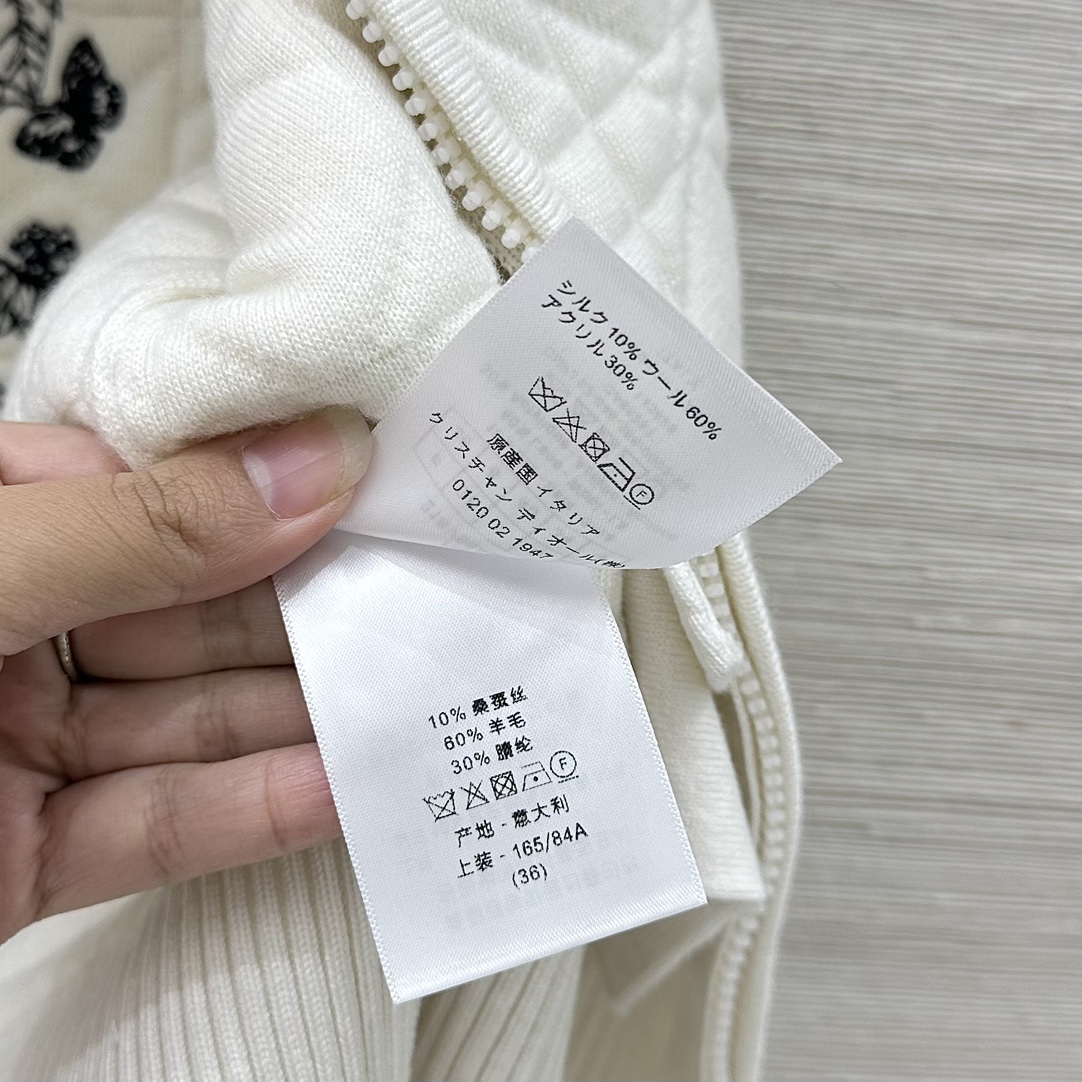 シルク 10% ウール 60%
アクリル 30%
F
原産国 イタリア
クリスチャン ディオール(株)
0120 02 1947
10% 桑蚕丝
60% 羊毛
30% 腈纶
F
产地 - 意大利
上装 - 165/84A
(36)